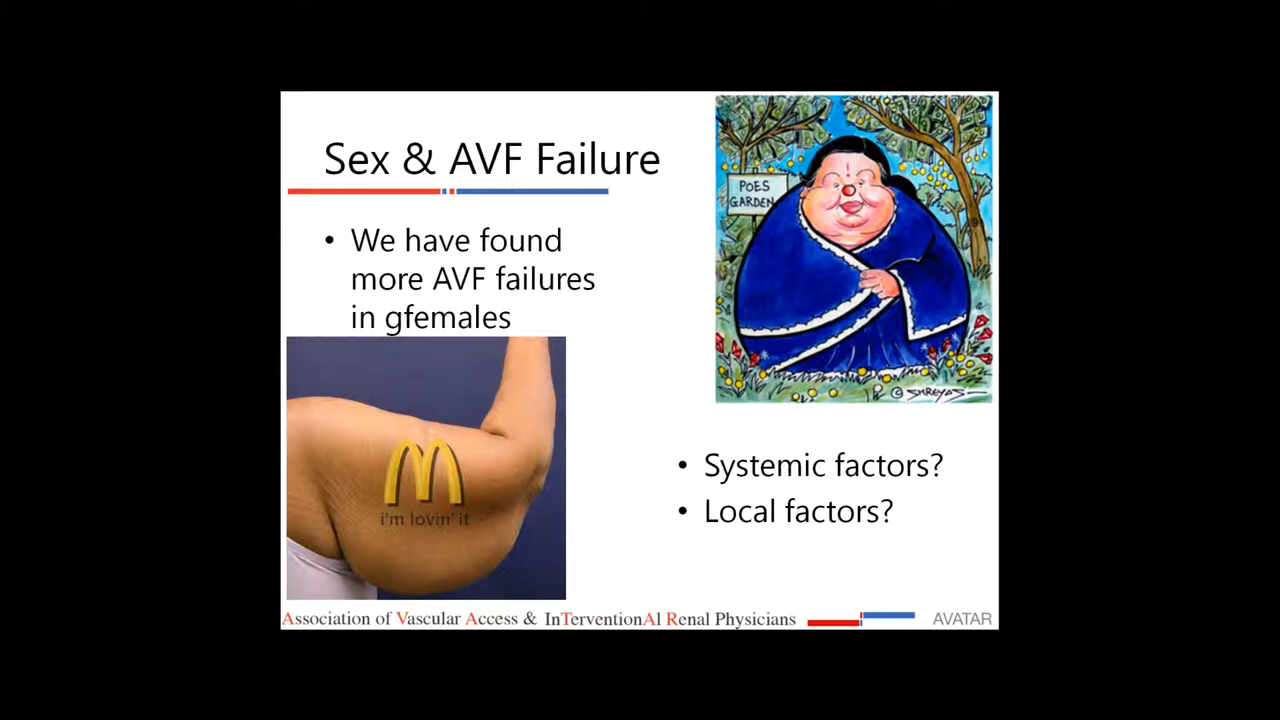 Sex & AVF Failure
• We have found
more AVF failures
in gfemales
POES
GARDEN
© SHREYAS
i'm lovin' it
• Systemic factors?
• Local factors?
Association of Vascular Access & InTerventionAl Renal Physicians
AVATAR